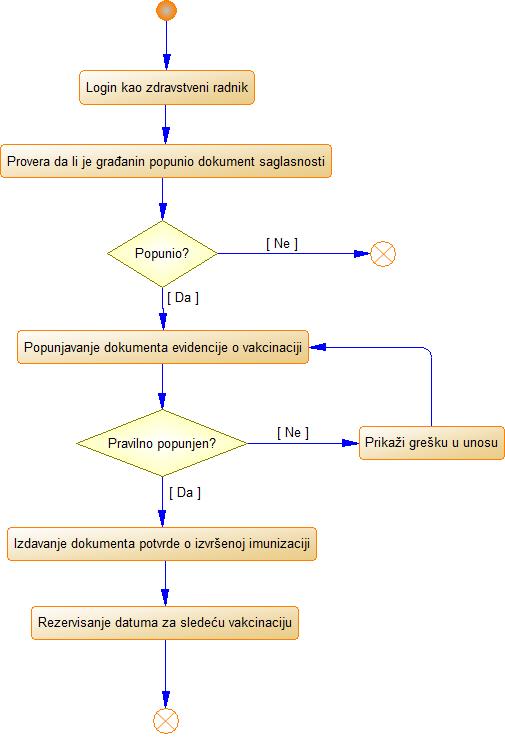 Login kao zdravstveni radnik
Provera da li je građanin popunio dokument saglasnosti
Popunio?
[ Ne ]
[ Da ]
Popunjavanje dokumenta evidencije o vakcinaciji
Pravilno popunjen?
[ Ne ]
Prikaži grešku u unosu
[ Da ]
Izdavanje dokumenta potvrde o izvršenoj imunizaciji
Rezervisanje datuma za sledeću vakcinaciju